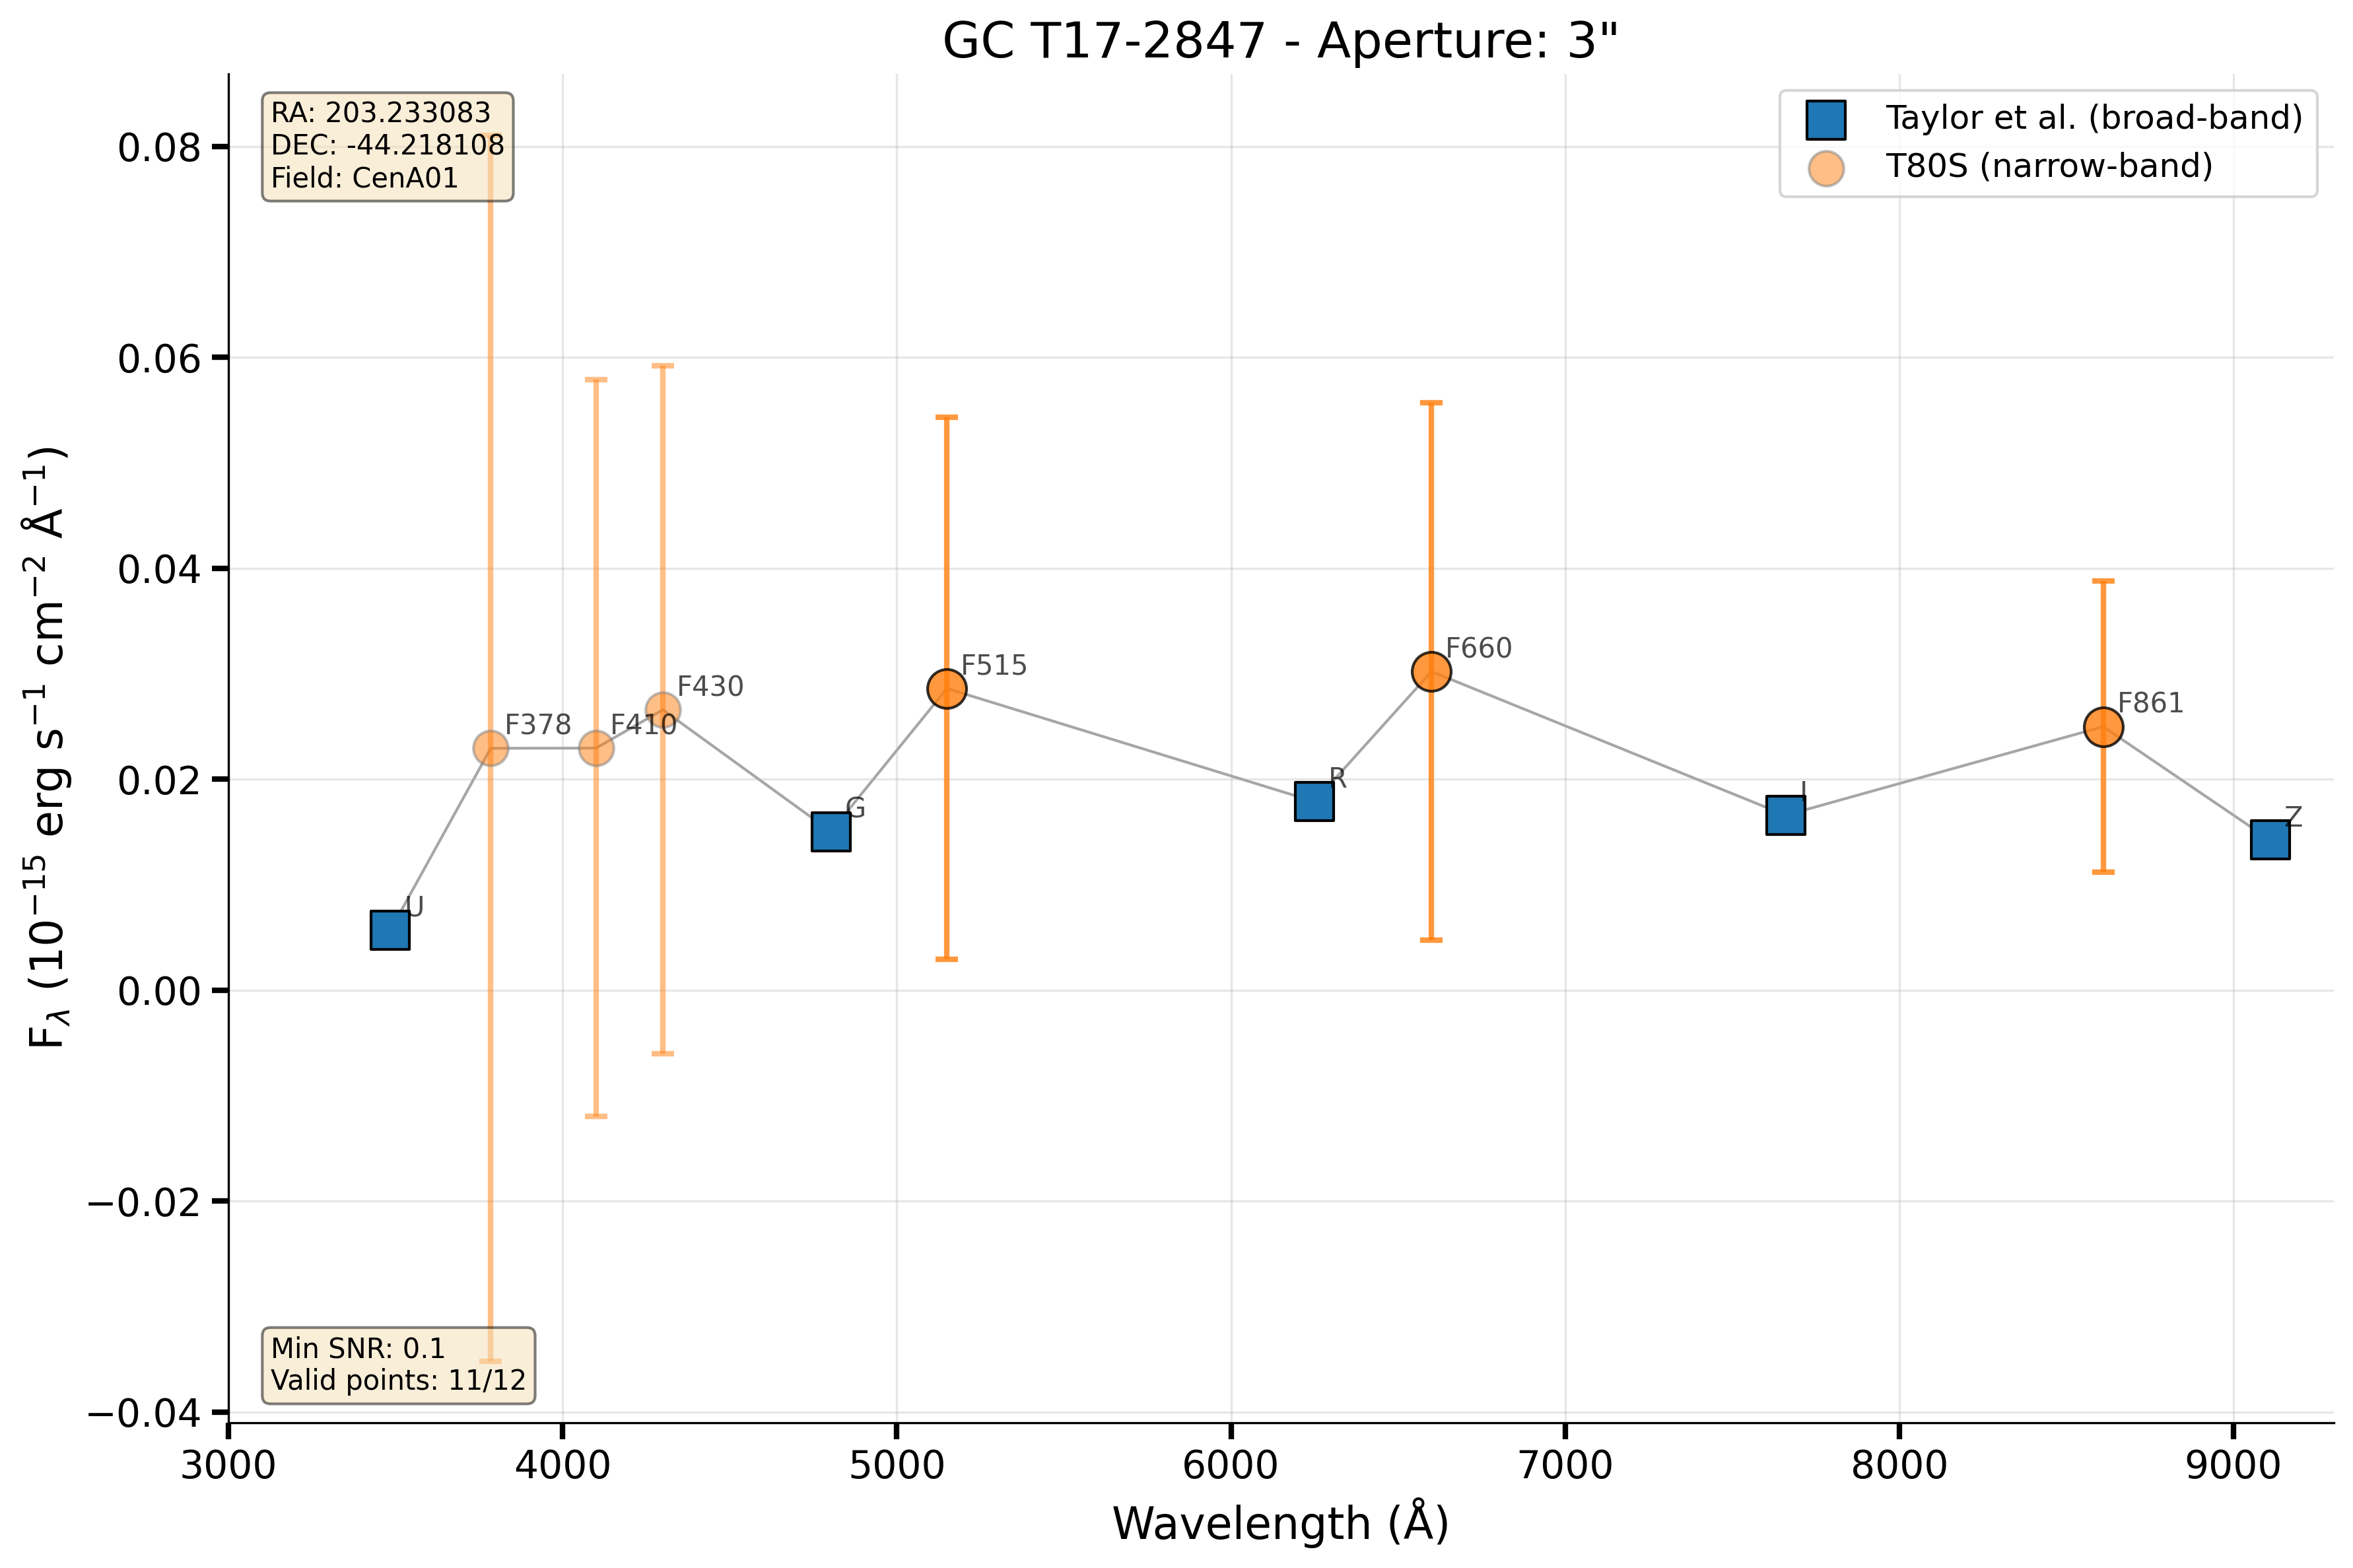 GC T17-2847 - Aperture: 3"
RA: 203.233083
DEC: -44.218108
Field: CenA01
Taylor et al. (broad-band)
T80S (narrow-band)
0.08
0.06
0.04
0.02
0.00
−0.02
−0.04
F_λ (10⁻¹⁵ erg s⁻¹ cm⁻² Å⁻¹)
U
F378
F410
F430
G
F515
R
F660
I
F861
Z
Min SNR: 0.1
Valid points: 11/12
3000 4000 5000 6000 7000 8000 9000
Wavelength (Å)